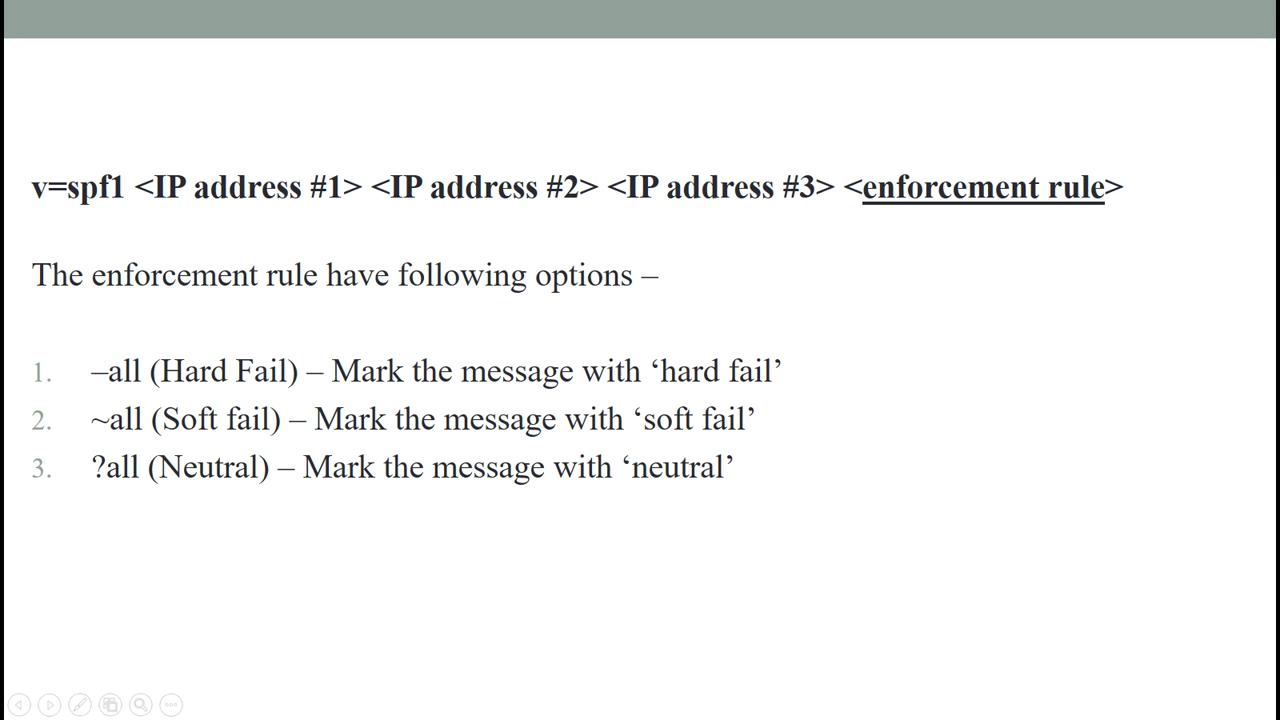 v=spf1 <IP address #1> <IP address #2> <IP address #3> <enforcement rule>
The enforcement rule have following options –
1. –all (Hard Fail) – Mark the message with ‘hard fail’
2. ~all (Soft fail) – Mark the message with ‘soft fail’
3. ?all (Neutral) – Mark the message with ‘neutral’